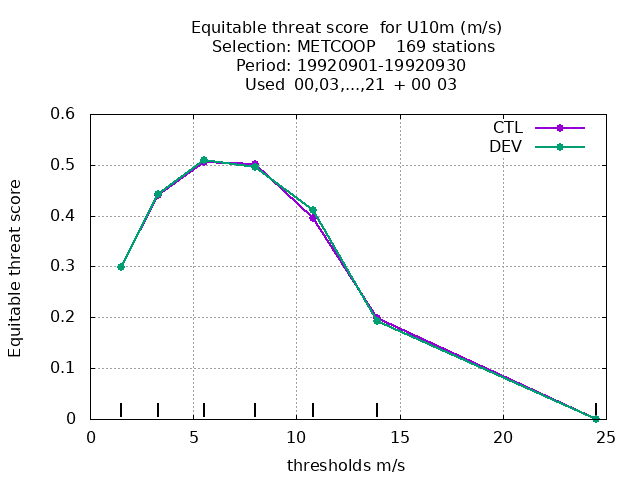 Equitable threat score for U10m (m/s)
Selection: METCOOP 169 stations
Period: 19920901-19920930
Used 00,03,...,21 + 00 03
CTL
DEV
Equitable threat score
0.6
0.5
0.4
0.3
0.2
0.1
0
0 5 10 15 20 25
thresholds m/s